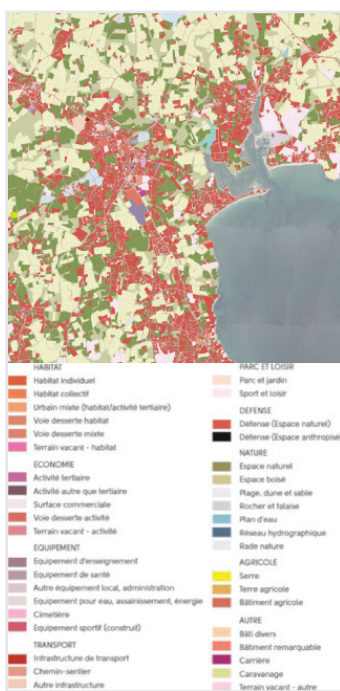 HABITAT
Habitat individuel
Habitat collectif
Urbain mixte (habitat/activité tertiaire)
Voie desserte habitat
Voie desserte mixte
Terrain vacant - habitat
ECONOMIE
Activité tertiaire
Activité autre que tertiaire
Surface commerciale
Voie desserte activité
Terrain vacant - activité
EQUIPEMENT
Equipement d'enseignement
Equipement de santé
Autre équipement local, administration
Equipement pour eau, assainissement, énergie
Cimetière
Equipement sportif (construit)
TRANSPORT
Infrastructure de transport
Chemin-sentier
Autre infrastructure
PARC ET LOISIR
Parc et jardin
Sport et loisir
DEFENSE
Défense (Espace naturel)
Défense (Espace anthropisé)
NATURE
Espace naturel
Espace boisé
Plage, dune et sable
Rocher et falaise
Plan d'eau
Réseau hydrographique
Rade nature
AGRICOLE
Serre
Terre agricole
Bâtiment agricole
AUTRE
Bâti divers
Bâtiment remarquable
Carrière
Caravanage
Terrain vacant - autre